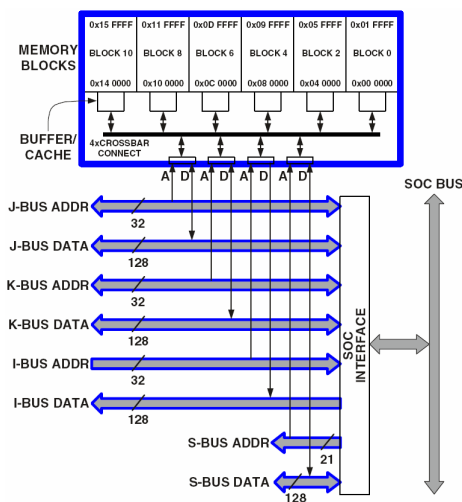 0x15 FFFF 0x11 FFFF 0x0D FFFF 0x09 FFFF 0x05 FFFF 0x01 FFFF
MEMORY
BLOCKS
BLOCK 10 BLOCK 8 BLOCK 6 BLOCK 4 BLOCK 2 BLOCK 0
0x14 0000 0x10 0000 0x0C 0000 0x08 0000 0x04 0000 0x00 0000
BUFFER/
CACHE
4xCROSSBAR
CONNECT
A D A D A D A D
SOC BUS
J-BUS ADDR
32
J-BUS DATA
128
K-BUS ADDR
32
K-BUS DATA
128
I-BUS ADDR
32
I-BUS DATA
128
SOC
INTERFACE
S-BUS ADDR
21
S-BUS DATA
128